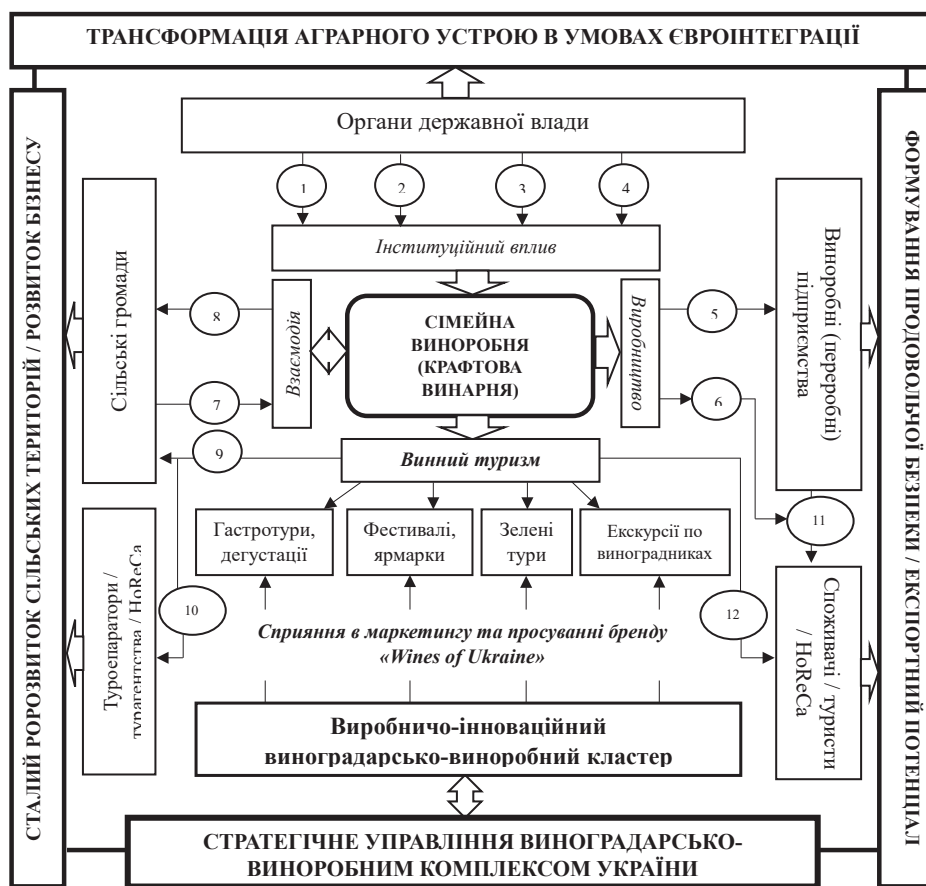 ТРАНСФОРМАЦІЯ АГРАРНОГО УСТРОЮ В УМОВАХ ЄВРОІНТЕГРАЦІЇ
СТАЛИЙ РОРОЗВИТОК СІЛЬСЬКИХ ТЕРИТОРІЙ / РОЗВИТОК БІЗНЕСУ
ФОРМУВАННЯ ПРОДОВОЛЬЧОЇ БЕЗПЕКИ / ЕКСПОРТНИЙ ПОТЕНЦІАЛ
Органи державної влади
1
2
3
4
Інституційний вплив
Сільські громади
8
7
Взаємодія
СІМЕЙНА
ВИНОРОБНЯ
(КРАФТОВА
ВИНАРНЯ)
Виробництво
5
6
Виноробні (переробні)
підприємства
9
Винний туризм
11
Гастротури,
дегустації
Фестивалі,
ярмарки
Зелені
тури
Екскурсії по
виноградниках
Туроператори /
турагентства / HoReCa
10
12
Споживачі / туристи
/ HoReCa
Сприяння в маркетингу та просуванні бренду
«Wines of Ukraine»
Виробничо-інноваційний
виноградарсько-виноробний кластер
СТРАТЕГІЧНЕ УПРАВЛІННЯ ВИНОГРАДАРСЬКО-
ВИНОРОБНИМ КОМПЛЕКСОМ УКРАЇНИ